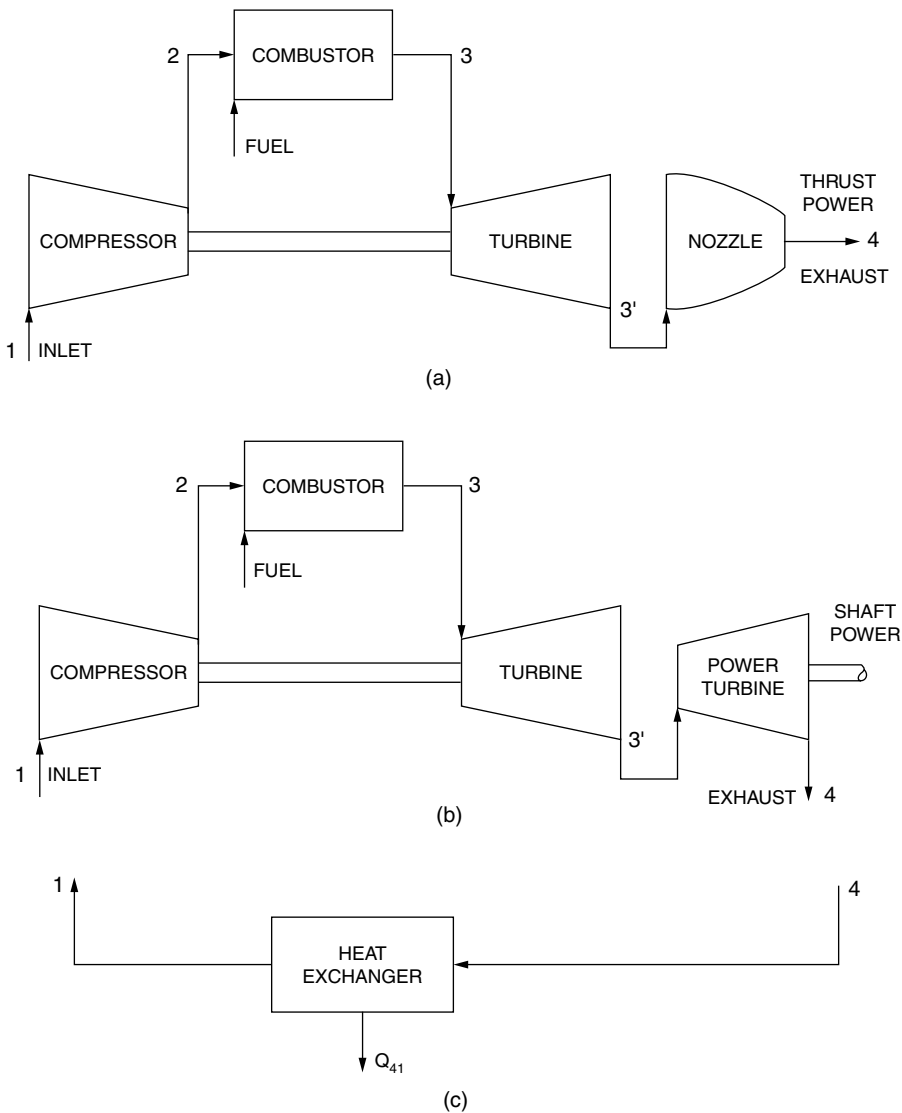 2
COMBUSTOR
3
FUEL
COMPRESSOR
TURBINE
NOZZLE
THRUST
POWER
4
EXHAUST
3'
1
INLET
(a)
2
COMBUSTOR
3
FUEL
COMPRESSOR
TURBINE
POWER
TURBINE
SHAFT
POWER
3'
1
INLET
EXHAUST
4
(b)
1
4
HEAT
EXCHANGER
Q41
(c)